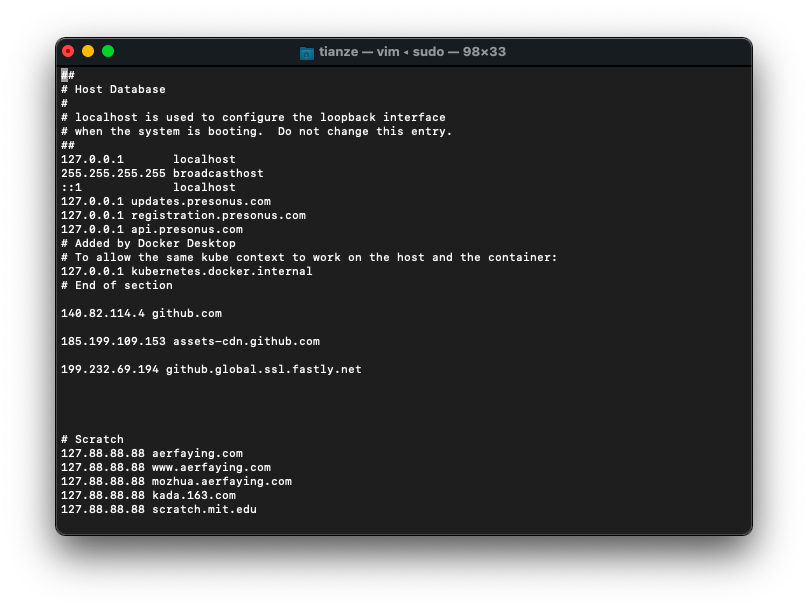 tianze — vim ◂ sudo — 98×33
##
# Host Database
#
# localhost is used to configure the loopback interface
# when the system is booting.  Do not change this entry.
##
127.0.0.1       localhost
255.255.255.255 broadcasthost
::1             localhost
127.0.0.1 updates.presonus.com
127.0.0.1 registration.presonus.com
127.0.0.1 api.presonus.com
# Added by Docker Desktop
# To allow the same kube context to work on the host and the container:
127.0.0.1 kubernetes.docker.internal
# End of section
140.82.114.4 github.com
185.199.109.153 assets-cdn.github.com
199.232.69.194 github.global.ssl.fastly.net
# Scratch
127.88.88.88 aerfaying.com
127.88.88.88 www.aerfaying.com
127.88.88.88 mozhua.aerfaying.com
127.88.88.88 kada.163.com
127.88.88.88 scratch.mit.edu